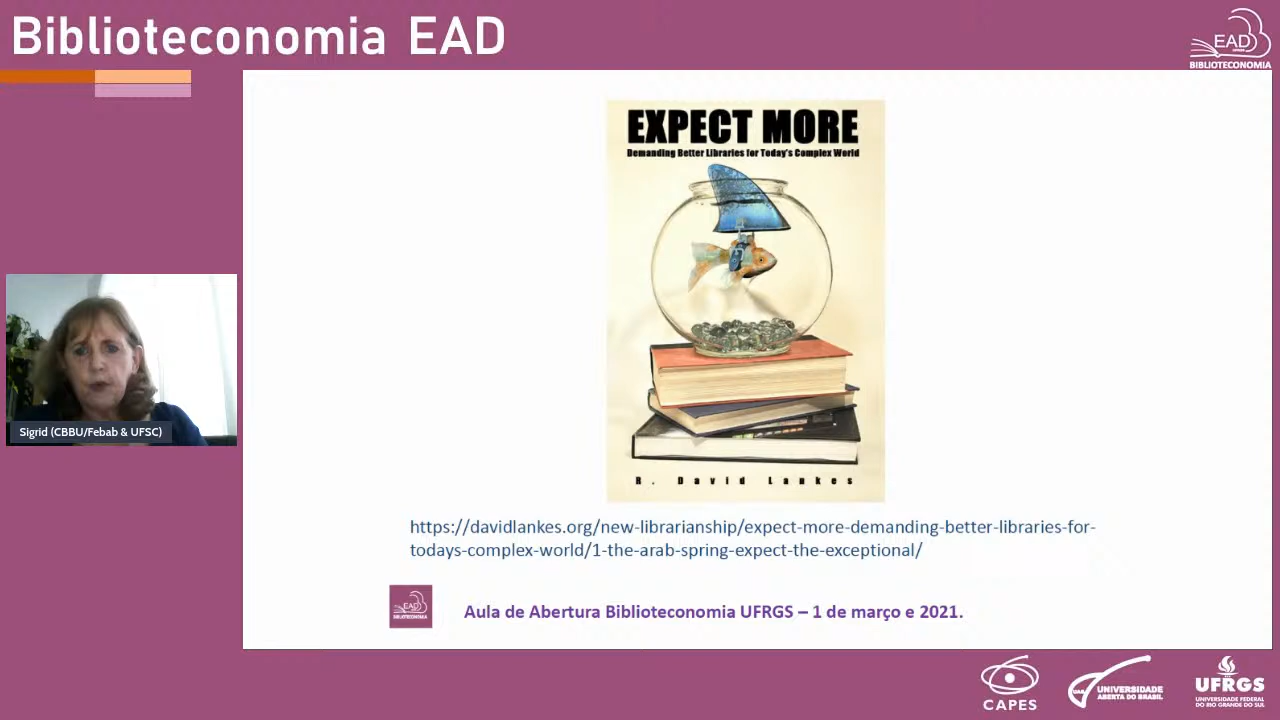 Biblioteconomia EAD
EAD
BIBLIOTECONOMIA
EXPECT MORE
Demanding Better Libraries for Today's Complex World
R. David Lankes
Sigrid (CBBU/Febab & UFSC)
https://davidlankes.org/new-librarianship/expect-more-demanding-better-libraries-for-
todays-complex-world/1-the-arab-spring-expect-the-exceptional/
EAD
BIBLIOTECONOMIA
Aula de Abertura Biblioteconomia UFRGS – 1 de março e 2021.
CAPES
UAB
UNIVERSIDADE
ABERTA DO BRASIL
UFRGS
UNIVERSIDADE FEDERAL
DO RIO GRANDE DO SUL